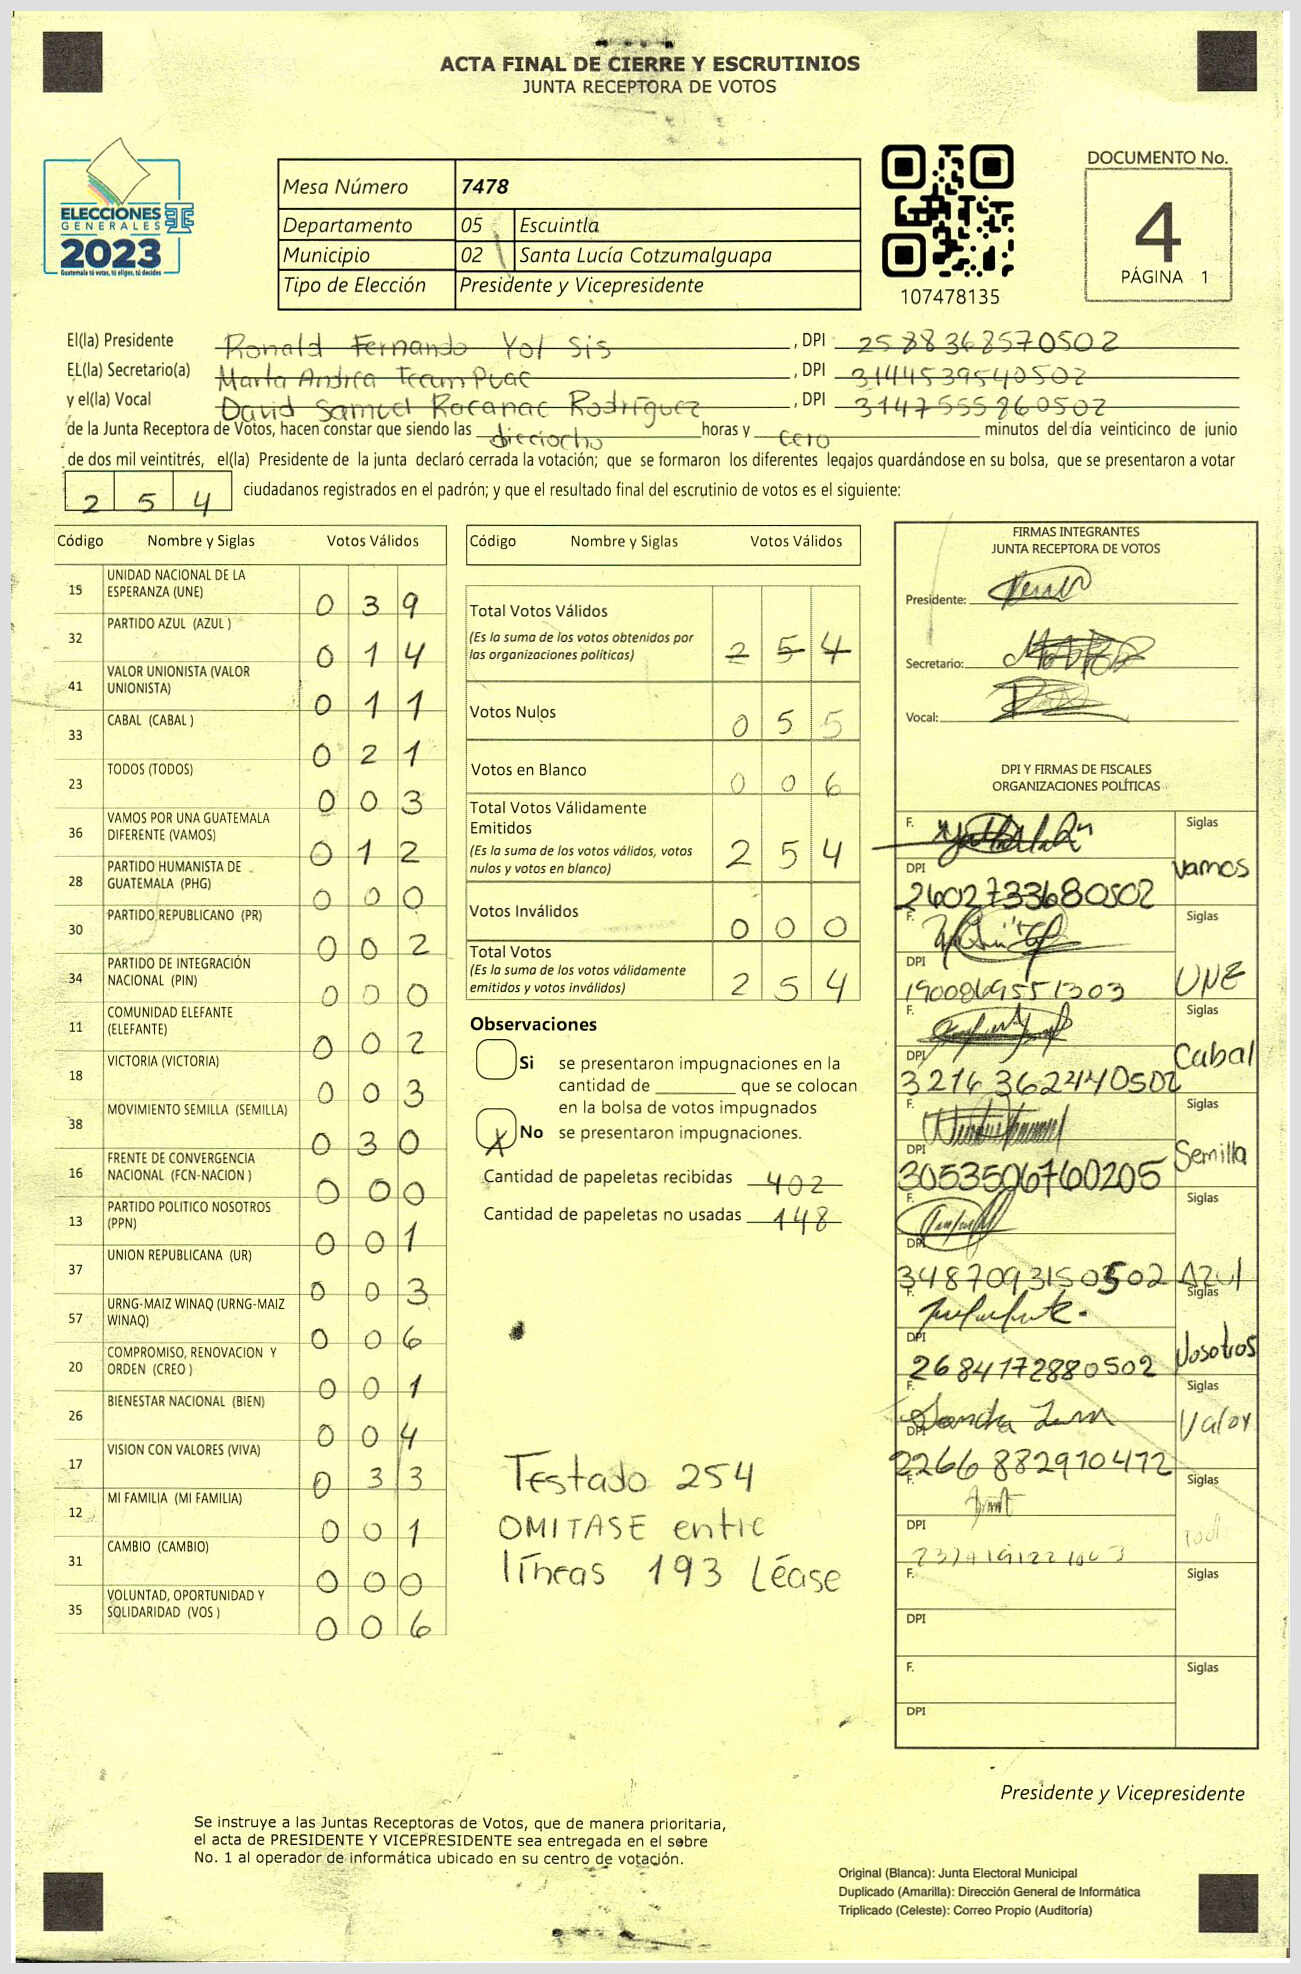 ACTA FINAL DE CIERRE Y ESCRUTINIOS
JUNTA RECEPTORA DE VOTOS
ELECCIONES
GENERALES
2023
Guatemala tú votas, tú eliges, tú decides
Mesa Número 7478
Departamento 05 Escuintla
Municipio 02 Santa Lucía Cotzumalguapa
Tipo de Elección Presidente y Vicepresidente
107478135
DOCUMENTO No.
4
PÁGINA 1
El(la) Presidente Ronald Fernando Yol Sis , DPI 2588368570502
EL(la) Secretario(a) Marta Andrea Tecum Puac , DPI 3144539540502
y el(la) Vocal David Samuel Rocanac Rodríguez , DPI 3147555860502
de la Junta Receptora de Votos, hacen constar que siendo las dieciocho horas y cero minutos del día veinticinco de junio
de dos mil veintitrés, el(la) Presidente de la junta declaró cerrada la votación; que se formaron los diferentes legajos quardándose en su bolsa, que se presentaron a votar
2 5 4 ciudadanos registrados en el padrón; y que el resultado final del escrutinio de votos es el siguiente:
Código Nombre y Siglas Votos Válidos
15 UNIDAD NACIONAL DE LA
ESPERANZA (UNE) 0 3 9
32 PARTIDO AZUL (AZUL ) 0 1 4
41 VALOR UNIONISTA (VALOR
UNIONISTA) 0 1 1
33 CABAL (CABAL ) 0 2 1
23 TODOS (TODOS) 0 0 3
36 VAMOS POR UNA GUATEMALA
DIFERENTE (VAMOS) 0 1 2
28 PARTIDO HUMANISTA DE
GUATEMALA (PHG) 0 0 0
30 PARTIDO REPUBLICANO (PR) 0 0 2
34 PARTIDO DE INTEGRACIÓN
NACIONAL (PIN) 0 0 0
11 COMUNIDAD ELEFANTE
(ELEFANTE) 0 0 2
18 VICTORIA (VICTORIA) 0 0 3
38 MOVIMIENTO SEMILLA (SEMILLA) 0 3 0
16 FRENTE DE CONVERGENCIA
NACIONAL (FCN-NACION ) 0 0 0
13 PARTIDO POLITICO NOSOTROS
(PPN) 0 0 1
37 UNION REPUBLICANA (UR) 0 0 3
57 URNG-MAIZ WINAQ (URNG-MAIZ
WINAQ) 0 0 6
20 COMPROMISO, RENOVACION Y
ORDEN (CREO ) 0 0 1
26 BIENESTAR NACIONAL (BIEN) 0 0 4
17 VISION CON VALORES (VIVA) 0 3 3
12 MI FAMILIA (MI FAMILIA) 0 0 1
31 CAMBIO (CAMBIO) 0 0 0
35 VOLUNTAD, OPORTUNIDAD Y
SOLIDARIDAD (VOS ) 0 0 6
Código Nombre y Siglas Votos Válidos
Total Votos Válidos
(Es la suma de los votos obtenidos por
las organizaciones políticas) 2 5 4
Votos Nulos 0 5 5
Votos en Blanco 0 0 6
Total Votos Válidamente
Emitidos
(Es la suma de los votos válidos, votos
nulos y votos en blanco) 2 5 4
Votos Inválidos 0 0 0
Total Votos
(Es la suma de los votos válidamente
emitidos y votos inválidos) 2 5 4
Observaciones
Si se presentaron impugnaciones en la
cantidad de ________ que se colocan
en la bolsa de votos impugnados
X No se presentaron impugnaciones.
Cantidad de papeletas recibidas 402
Cantidad de papeletas no usadas 148
Testado 254
OMITASE entre
líneas 193 Léase
FIRMAS INTEGRANTES
JUNTA RECEPTORA DE VOTOS
Presidente:
Secretario:
Vocal:
DPI Y FIRMAS DE FISCALES
ORGANIZACIONES POLÍTICAS
F. Siglas
DPI Vamos
2602733680502
F. Siglas
DPI UNE
1900869551303
F. Siglas
DPI Cabal
3216362440502
F. Siglas
DPI Semilla
3053506760205
F. Siglas
DPI
3487093150502 Azul
F. Siglas
DPI Nosotros
2684172880502
F. Sandra Siglas
DPI Valor
2266882970472
F. Siglas
DPI
F. Siglas
DPI
F. Siglas
DPI
Presidente y Vicepresidente
Se instruye a las Juntas Receptoras de Votos, que de manera prioritaria,
el acta de PRESIDENTE Y VICEPRESIDENTE sea entregada en el sobre
No. 1 al operador de informática ubicado en su centro de votación.
Original (Blanca): Junta Electoral Municipal
Duplicado (Amarilla): Dirección General de Informática
Triplicado (Celeste): Correo Propio (Auditoría)